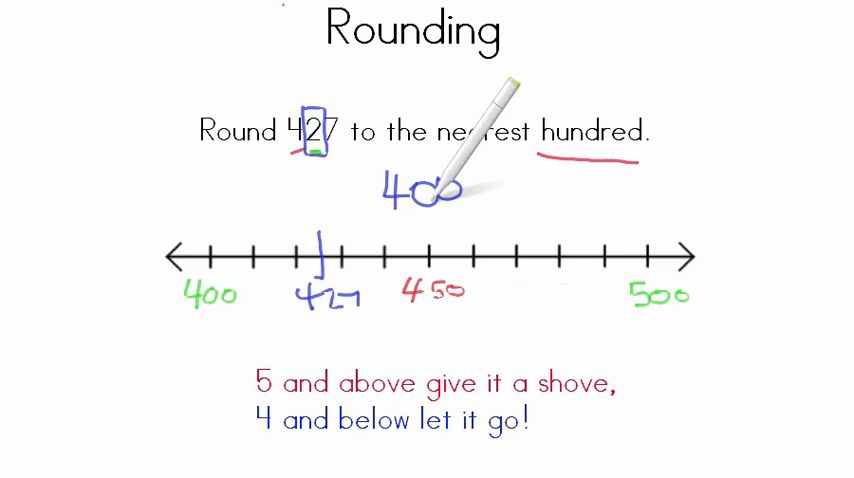 Rounding
Round 427 to the nearest hundred.
400
400 427 450 500
5 and above give it a shove,
4 and below let it go!